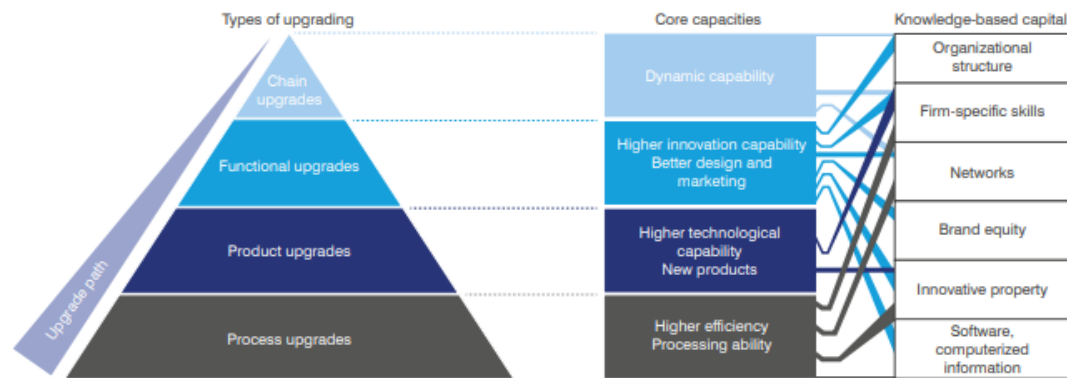 Types of upgrading
Core capacities
Knowledge-based capital
Chain
upgrades
Functional upgrades
Product upgrades
Process upgrades
Upgrade path
Dynamic capability
Higher innovation capability
Better design and
marketing
Higher technological
capability
New products
Higher efficiency
Processing ability
Organizational
structure
Firm-specific skills
Networks
Brand equity
Innovative property
Software,
computerized
information